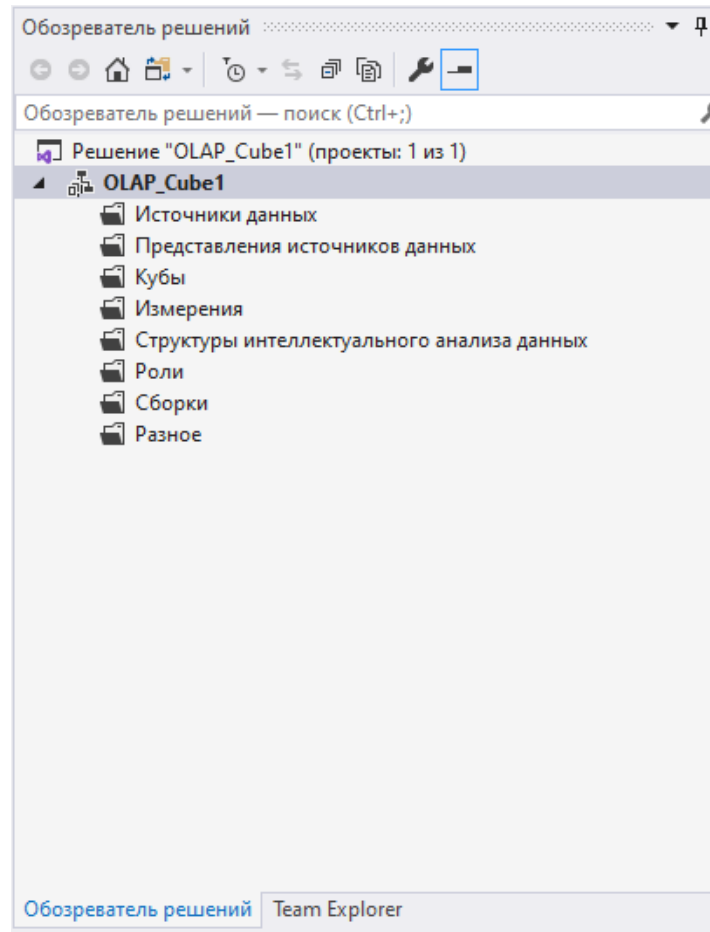 Обозреватель решений
Обозреватель решений — поиск (Ctrl+;)
Решение "OLAP_Cube1" (проекты: 1 из 1)
OLAP_Cube1
Источники данных
Представления источников данных
Кубы
Измерения
Структуры интеллектуального анализа данных
Роли
Сборки
Разное
Обозреватель решений Team Explorer